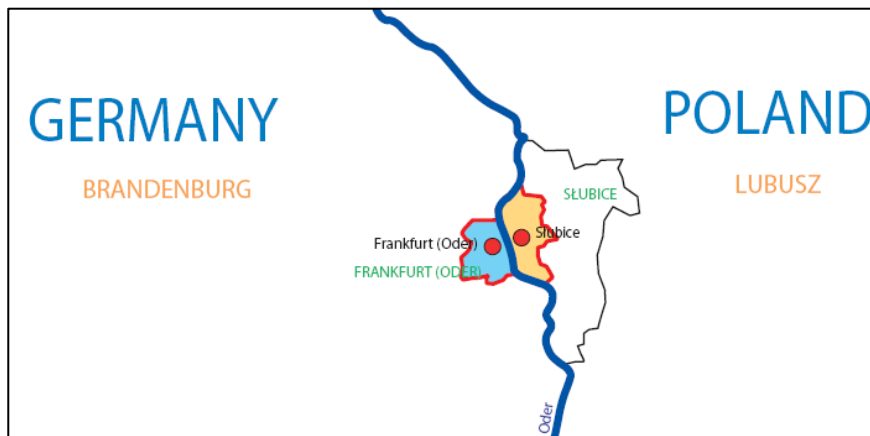 GERMANY
POLAND
BRANDENBURG
LUBUSZ
SŁUBICE
Słubice
Frankfurt (Oder)
FRANKFURT (ODER)
Oder